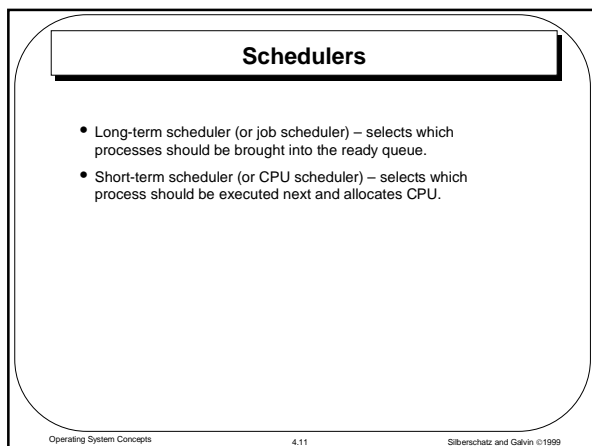 Schedulers
• Long-term scheduler (or job scheduler) – selects which
processes should be brought into the ready queue.
• Short-term scheduler (or CPU scheduler) – selects which
process should be executed next and allocates CPU.
Operating System Concepts 4.11 Silberschatz and Galvin ©1999